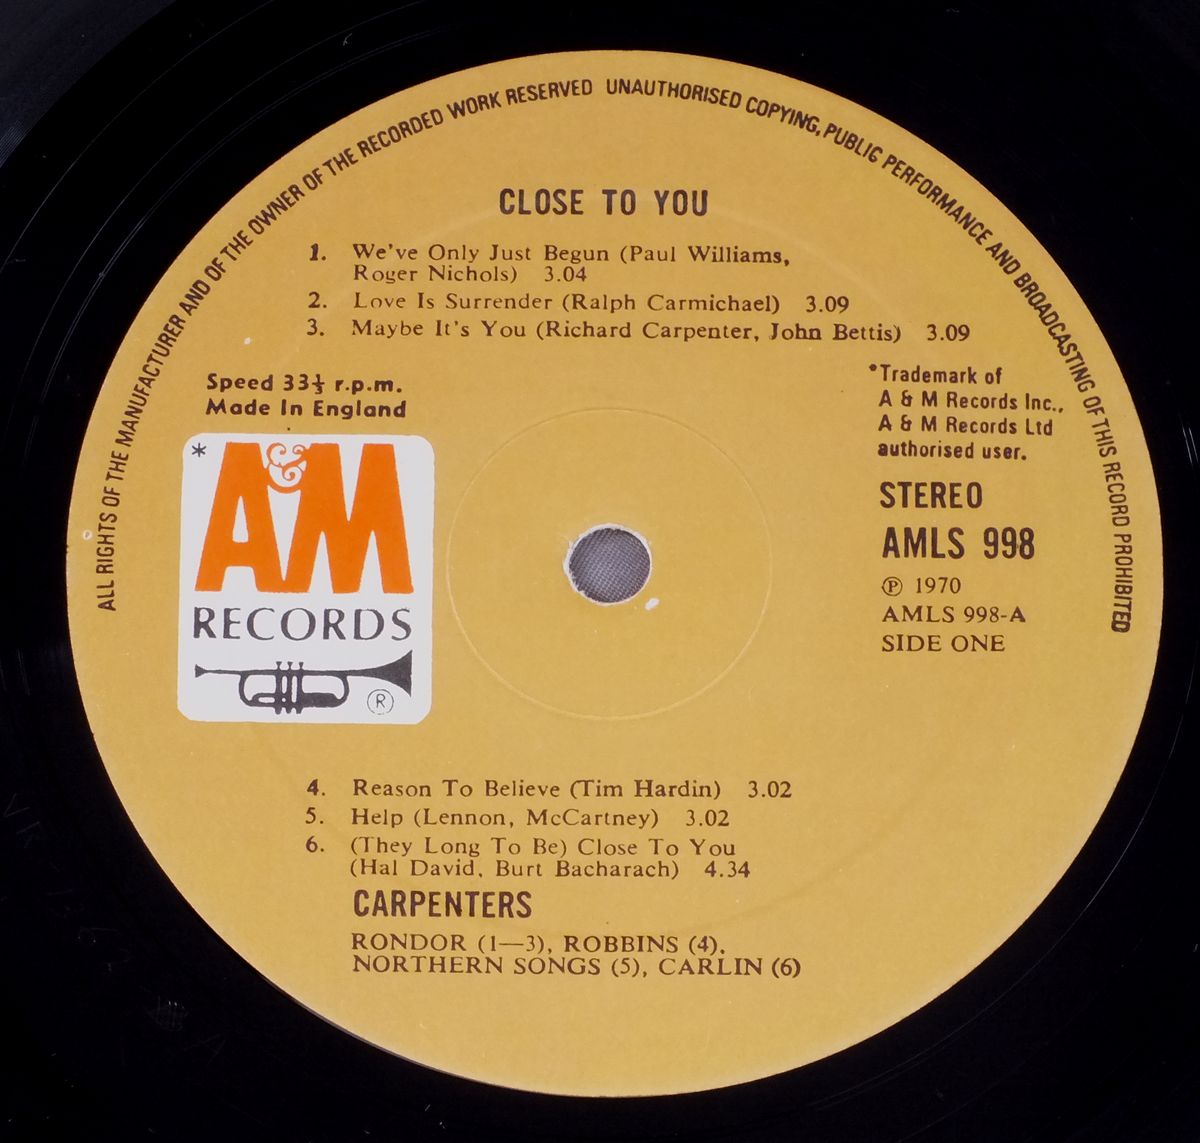 ALL RIGHTS OF THE MANUFACTURER AND OF THE OWNER OF THE RECORDED WORK RESERVED UNAUTHORISED COPYING, PUBLIC PERFORMANCE AND BROADCASTING OF THIS RECORD PROHIBITED
CLOSE TO YOU
1. We've Only Just Begun (Paul Williams,
Roger Nichols) 3.04
2. Love Is Surrender (Ralph Carmichael) 3.09
3. Maybe It's You (Richard Carpenter, John Bettis) 3.09
Speed 33⅓ r.p.m.
Made In England
* A&M
RECORDS
®
*Trademark of
A & M Records Inc.,
A & M Records Ltd
authorised user.
STEREO
AMLS 998
℗ 1970
AMLS 998-A
SIDE ONE
4. Reason To Believe (Tim Hardin) 3.02
5. Help (Lennon, McCartney) 3.02
6. (They Long To Be) Close To You
(Hal David, Burt Bacharach) 4.34
CARPENTERS
RONDOR (1—3), ROBBINS (4),
NORTHERN SONGS (5), CARLIN (6)